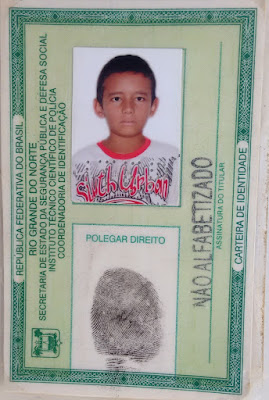 REPÚBLICA FEDERATIVA DO BRASIL
RIO GRANDE DO NORTE
SECRETARIA DE ESTADO DA SEGURANÇA PÚBLICA E DEFESA SOCIAL
INSTITUTO TÉCNICO CIENTÍFICO DE POLÍCIA
COORDENADORIA DE IDENTIFICAÇÃO
POLEGAR DIREITO
NÃO ALFABETIZADO
ASSINATURA DO TITULAR
CARTEIRA DE IDENTIDADE